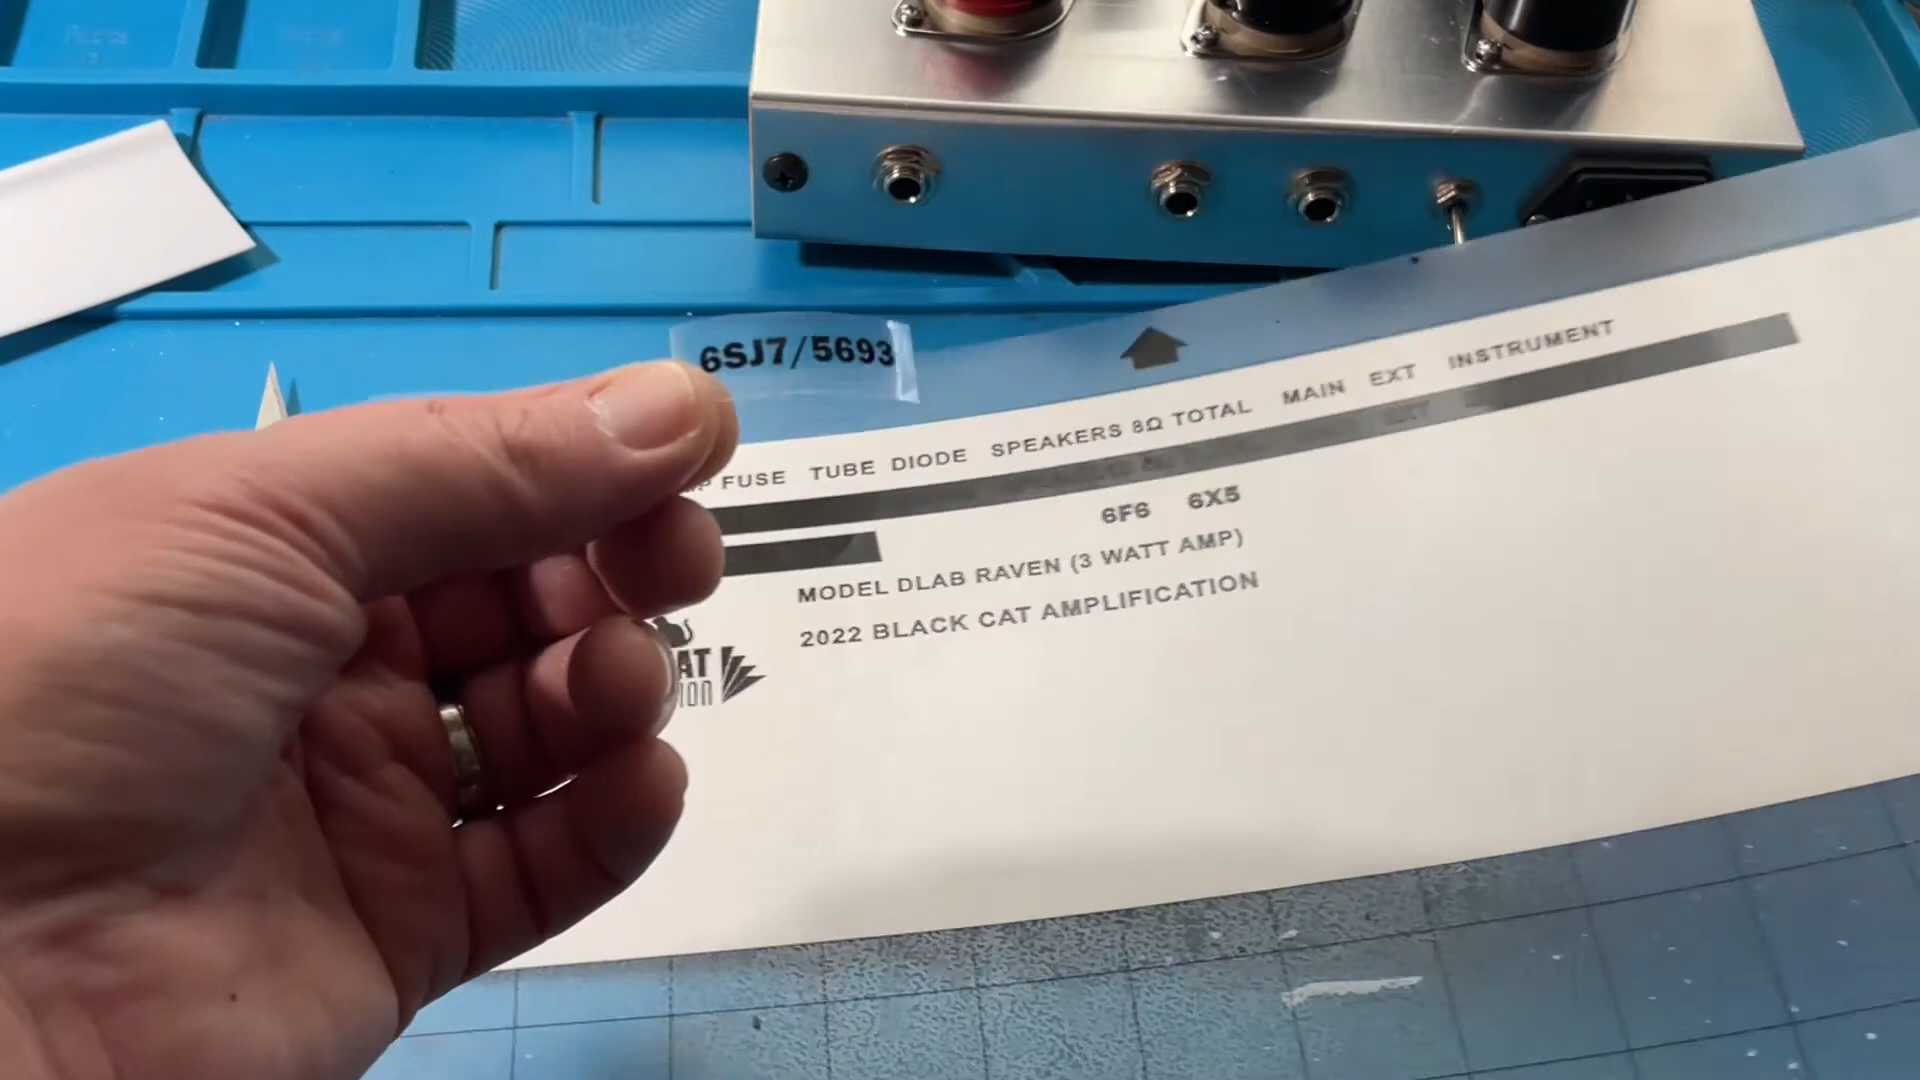 6SJ7/5693
FUSE TUBE DIODE SPEAKERS 8Ω TOTAL MAIN EXT INSTRUMENT
6F6 6X5
MODEL DLAB RAVEN (3 WATT AMP)
2022 BLACK CAT AMPLIFICATION